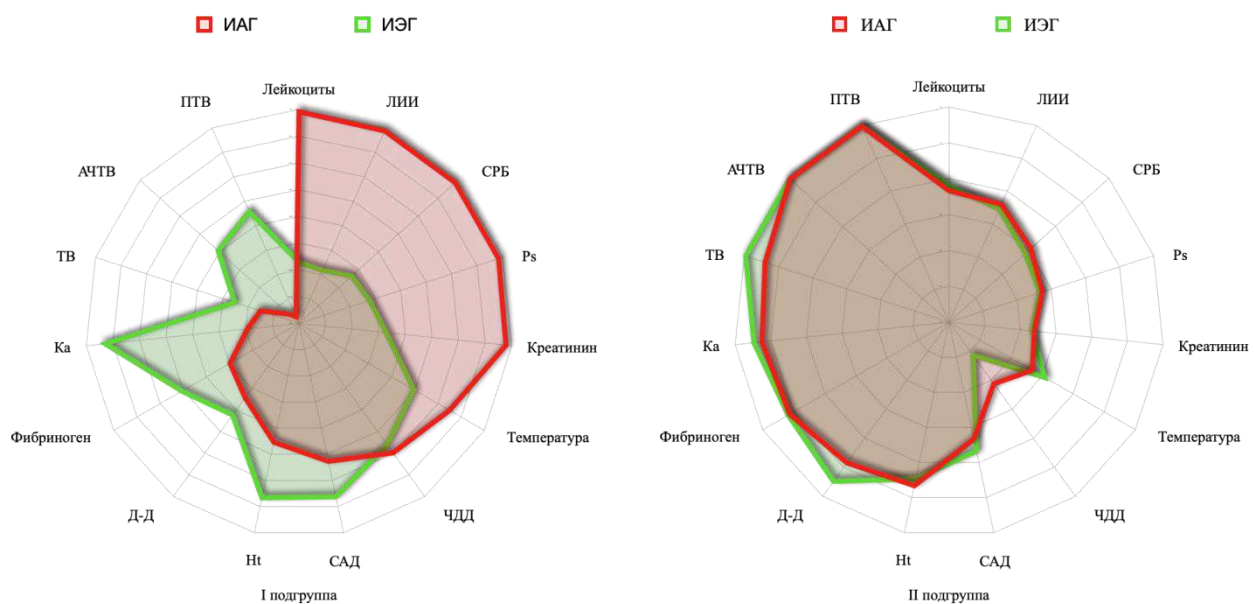 ИАГ ИЭГ
Лейкоциты
ЛИИ
СРБ
Ps
Креатинин
Температура
ЧДД
САД
Ht
Д-Д
Фибриноген
Ка
ТВ
АЧТВ
ПТВ
I подгруппа
ИАГ ИЭГ
Лейкоциты
ЛИИ
СРБ
Ps
Креатинин
Температура
ЧДД
САД
Ht
Д-Д
Фибриноген
Ка
ТВ
АЧТВ
ПТВ
II подгруппа